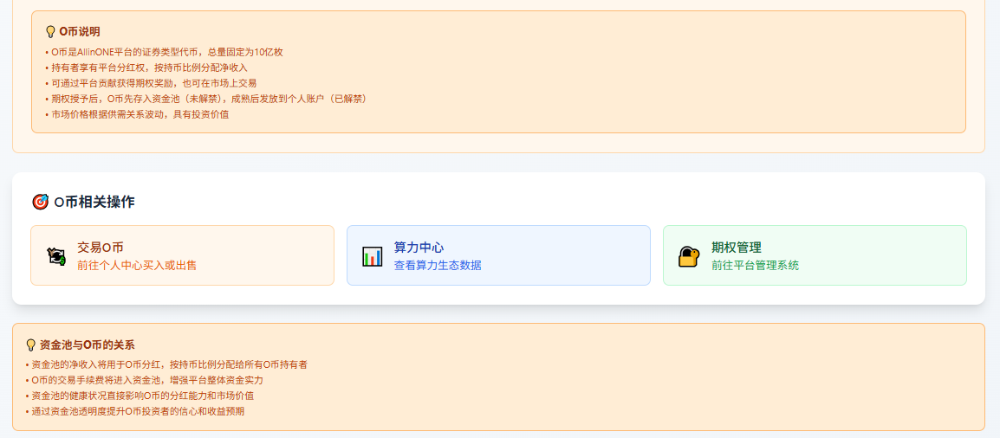 O币说明
• O币是AllinONE平台的证券类型代币，总量固定为10亿枚
• 持有者享有平台分红权，按持币比例分配净收入
• 可通过平台贡献获得期权奖励，也可在市场上交易
• 期权授予后，O币先存入资金池（未解禁），成熟后发放到个人账户（已解禁）
• 市场价格根据供需关系波动，具有投资价值
O币相关操作
交易O币
前往个人中心买入或出售
算力中心
查看算力生态数据
期权管理
前往平台管理系统
资金池与O币的关系
• 资金池的净收入将用于O币分红，按持币比例分配给所有O币持有者
• O币的交易手续费将进入资金池，增强平台整体资金实力
• 资金池的健康状况直接影响O币的分红能力和市场价值
• 通过资金池透明度提升O币投资者的信心和收益预期